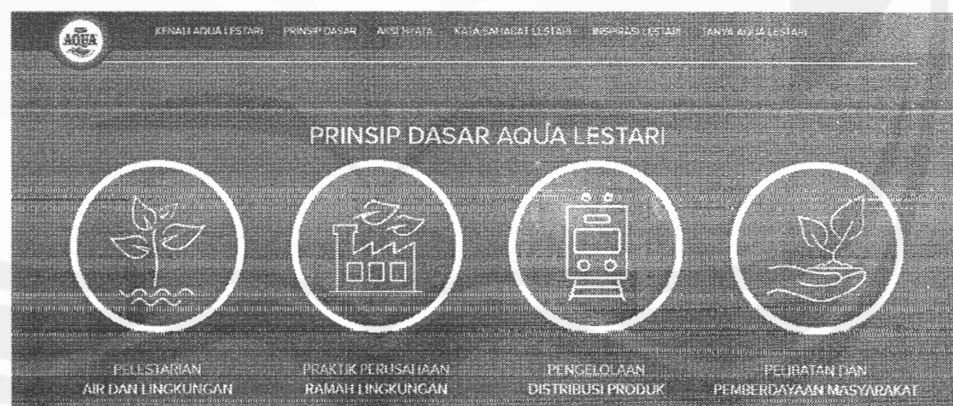 AQUA
KENALI AQUA LESTARI PRINSIP DASAR AKSI NYATA KATA SAHABAT LESTARI INSPIRASI LESTARI TANYA AQUA LESTARI
PRINSIP DASAR AQUA LESTARI
PELESTARIAN
AIR DAN LINGKUNGAN
PRAKTIK PERUSAHAAN
RAMAH LINGKUNGAN
PENGELOLAAN
DISTRIBUSI PRODUK
PELIBATAN DAN
PEMBERDAYAAN MASYARAKAT